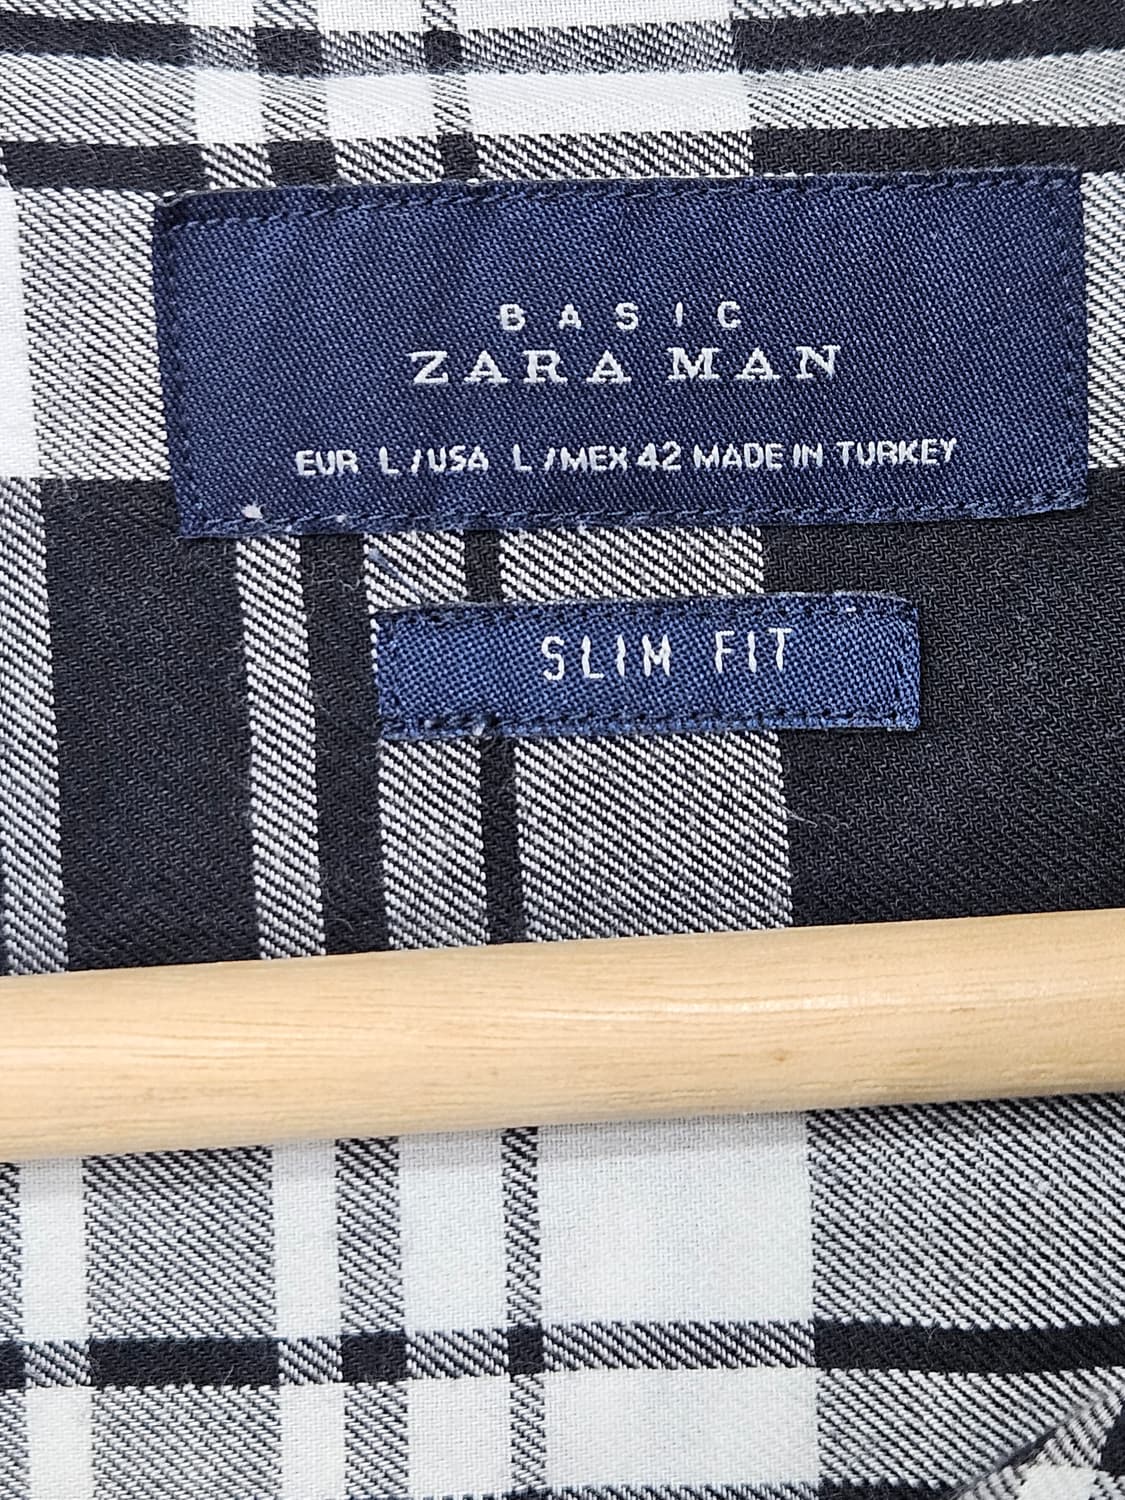 BASIC
ZARA MAN
EUR L / USA L / MEX 42 MADE IN TURKEY
SLIM FIT